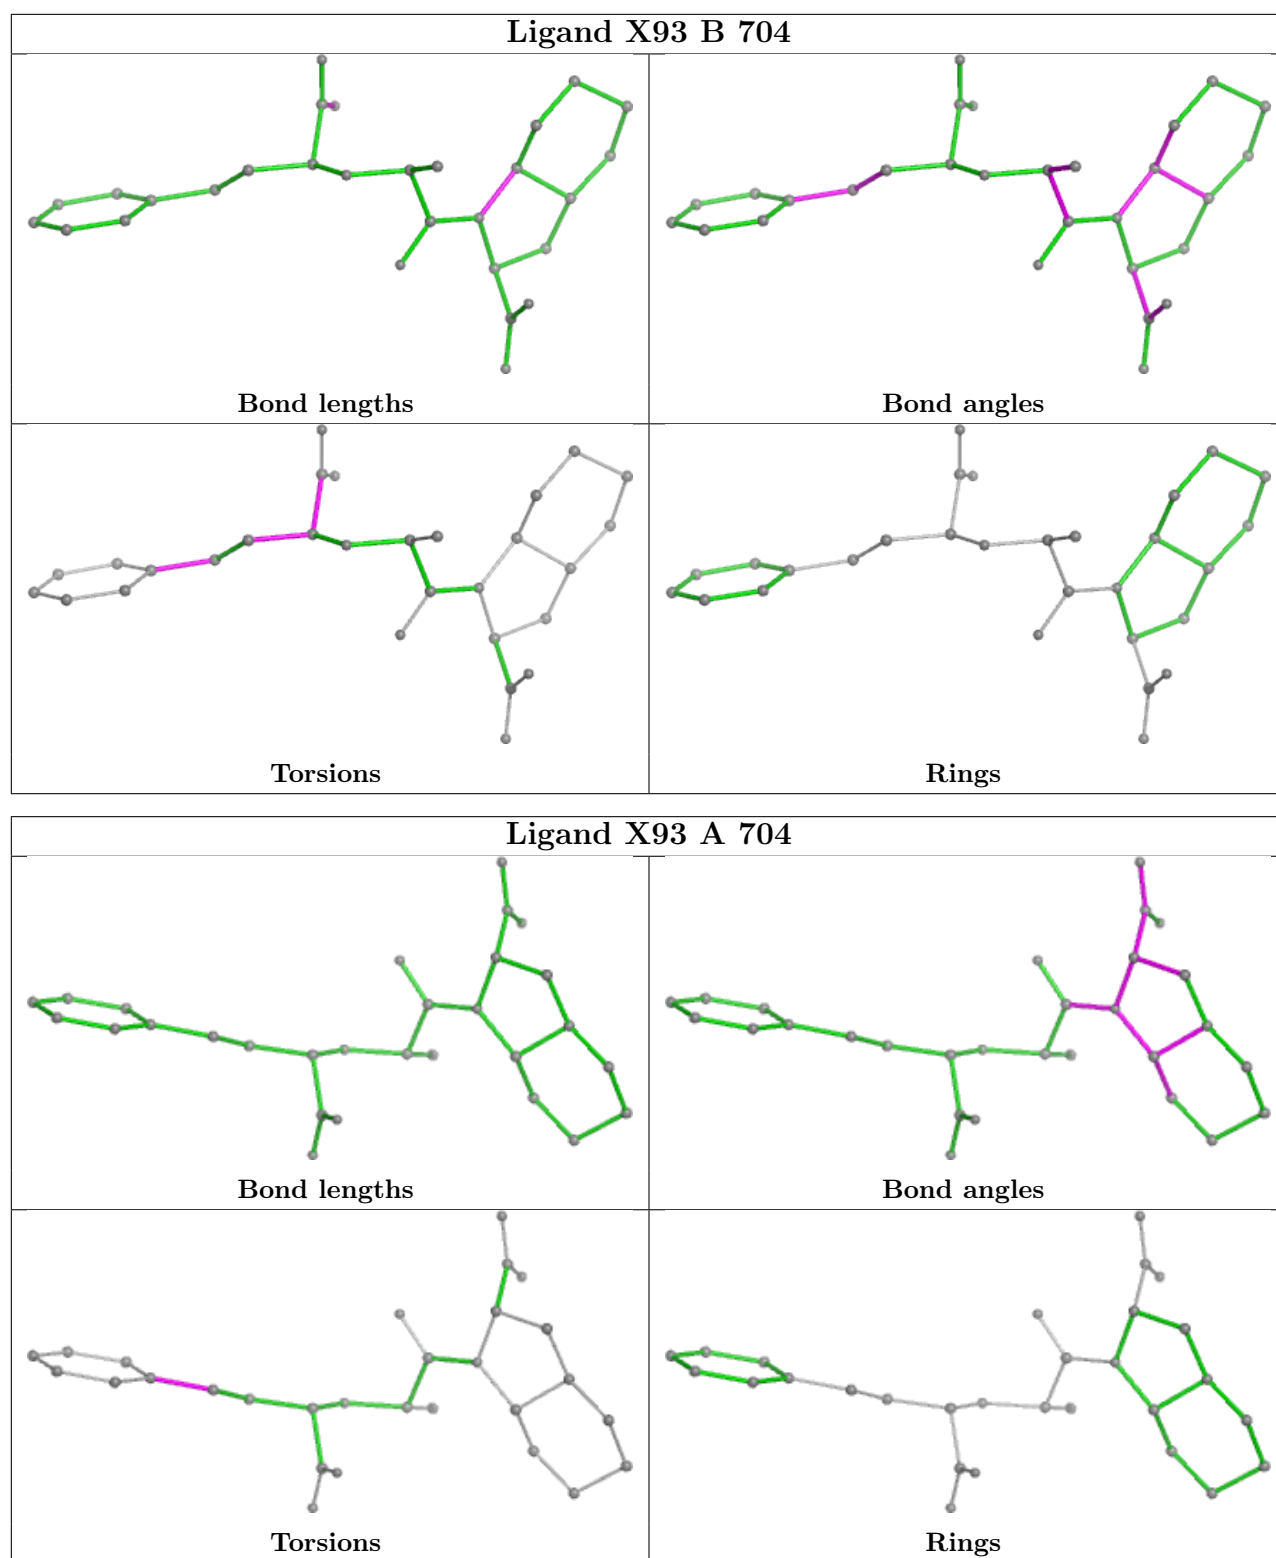 Ligand X93 B 704
Bond lengths
Bond angles
Torsions
Rings
Ligand X93 A 704
Bond lengths
Bond angles
Torsions
Rings